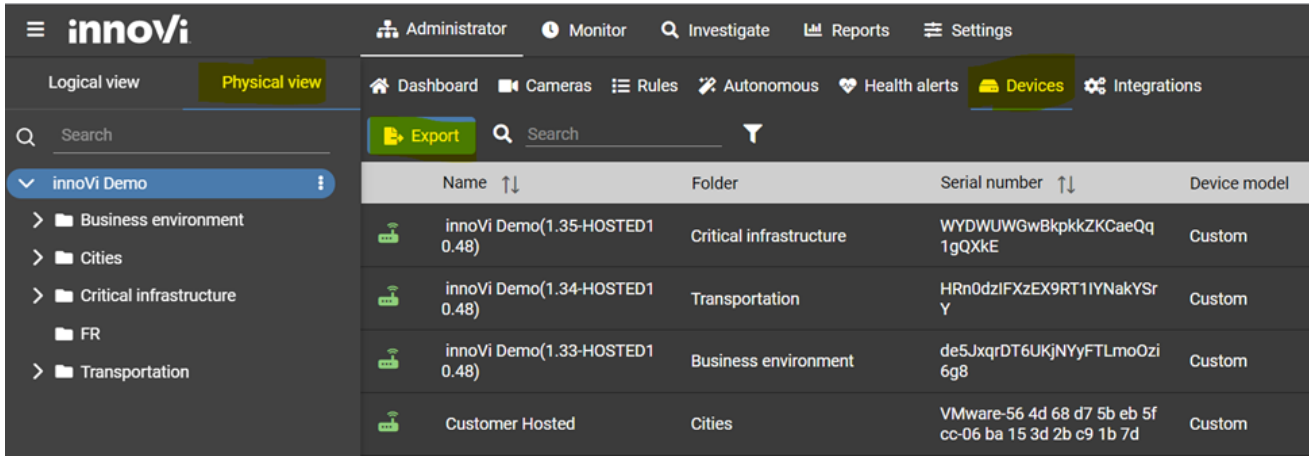 innoVi
Administrator Monitor Investigate Reports Settings
Logical view Physical view
Dashboard Cameras Rules Autonomous Health alerts Devices Integrations
Search
Export Search
innoVi Demo
Business environment
Cities
Critical infrastructure
FR
Transportation
Name Folder Serial number Device model
innoVi Demo(1.35-HOSTED1
0.48)
Critical infrastructure
WYDWUWGwBkpkkZKCaeQq
1gQXkE
Custom
innoVi Demo(1.34-HOSTED1
0.48)
Transportation
HRn0dzIFXzEX9RT1IYNakYSr
Y
Custom
innoVi Demo(1.33-HOSTED1
0.48)
Business environment
de5JxqrDT6UKjNYyFTLmoOzi
6g8
Custom
Customer Hosted
Cities
VMware-56 4d 68 d7 5b eb 5f
cc-06 ba 15 3d 2b c9 1b 7d
Custom